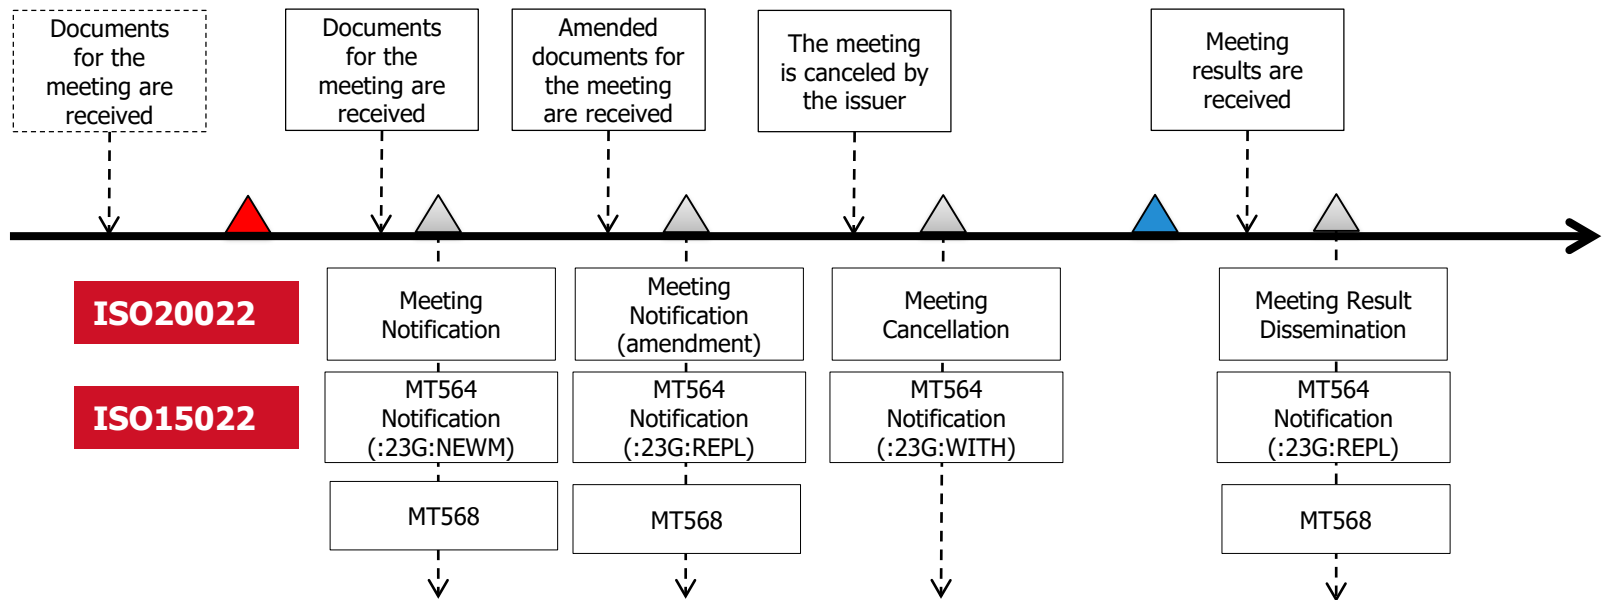 Documents
for the
meeting are
received
Documents
for the
meeting are
received
Amended
documents for
the meeting
are received
The meeting
is canceled by
the issuer
Meeting
results are
received
ISO20022
Meeting
Notification
Meeting
Notification
(amendment)
Meeting
Cancellation
Meeting Result
Dissemination
ISO15022
MT564
Notification
(:23G:NEWM)
MT564
Notification
(:23G:REPL)
MT564
Notification
(:23G:WITH)
MT564
Notification
(:23G:REPL)
MT568
MT568
MT568